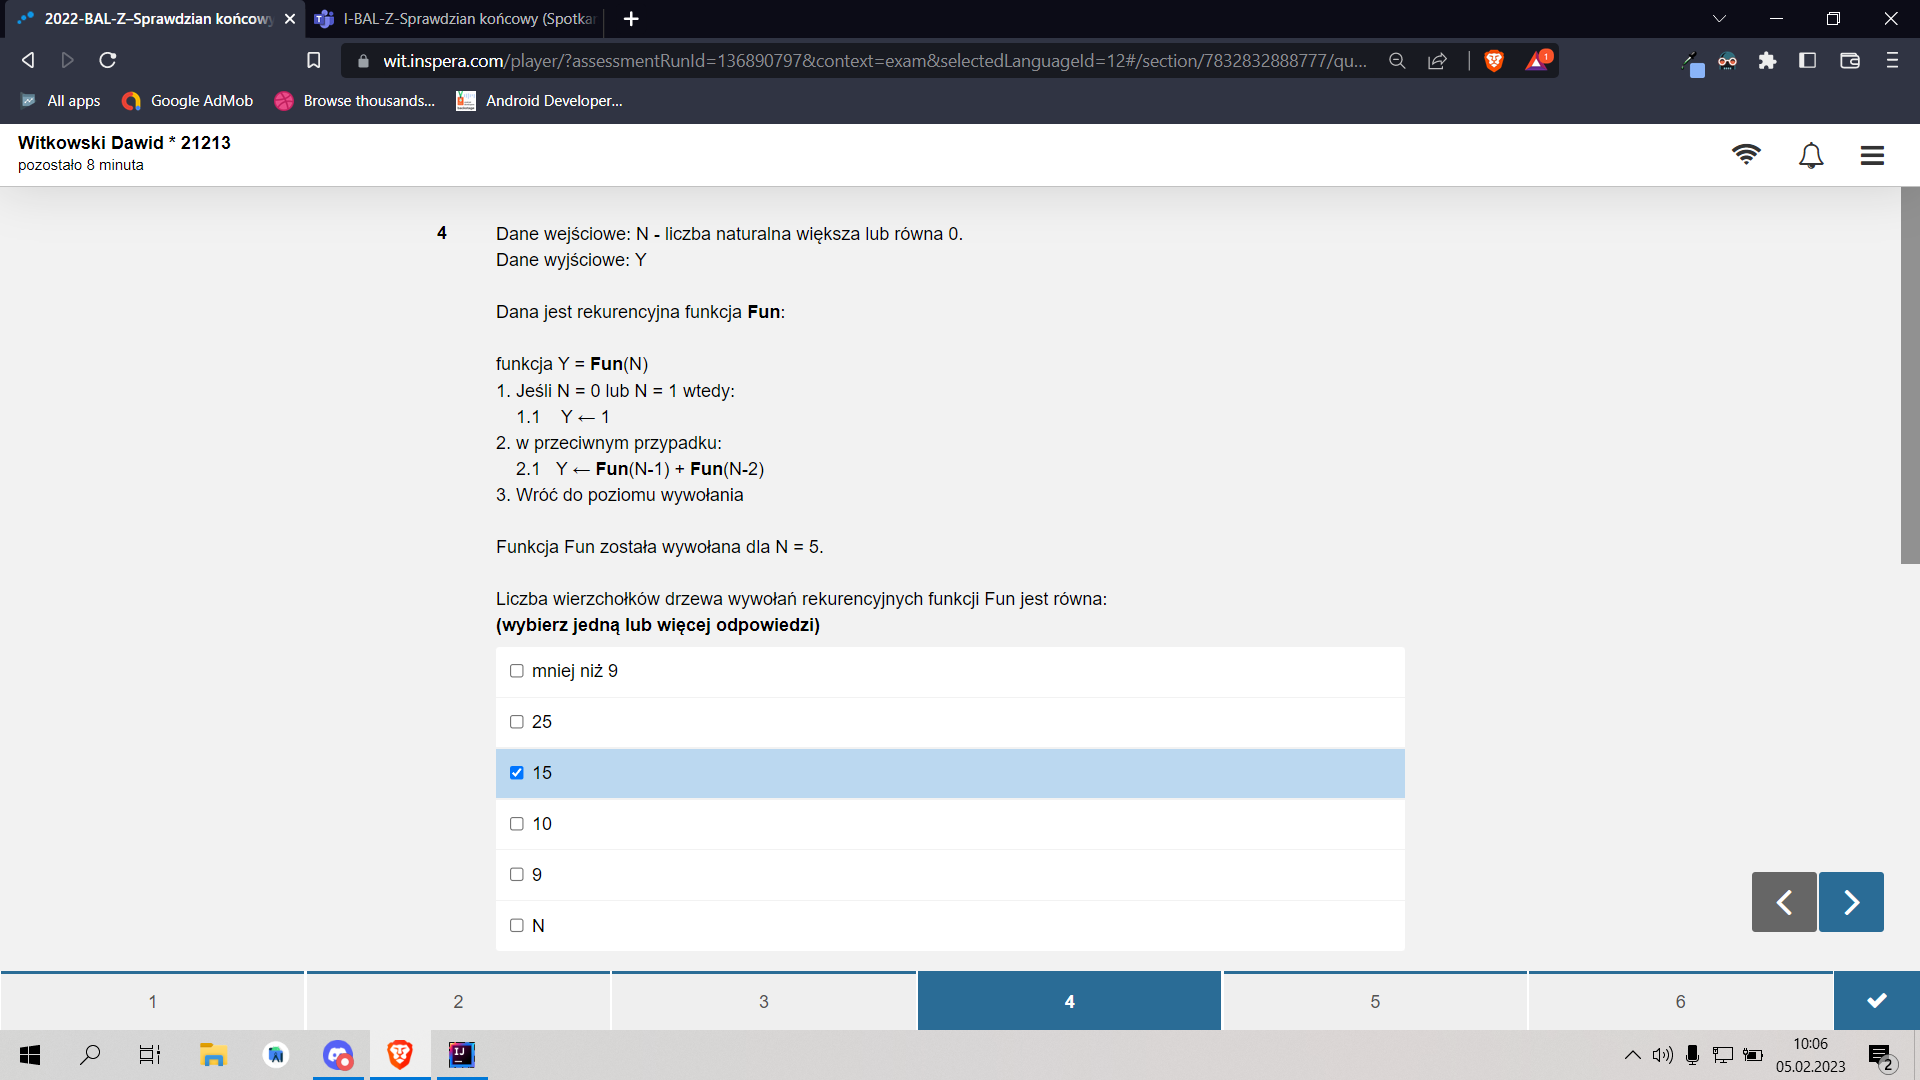 2022-BAL-Z–Sprawdzian końcowy
I-BAL-Z-Sprawdzian końcowy (Spotkan
wit.inspera.com/player/?assessmentRunId=136890797&context=exam&selectedLanguageId=12#/section/7832832888777/qu...
1
All apps
Google AdMob
Browse thousands...
Android Developer...
Witkowski Dawid * 21213
pozostało 8 minuta
4
Dane wejściowe: N - liczba naturalna większa lub równa 0.
Dane wyjściowe: Y
Dana jest rekurencyjna funkcja Fun:
funkcja Y = Fun(N)
1. Jeśli N = 0 lub N = 1 wtedy:
1.1 Y ← 1
2. w przeciwnym przypadku:
2.1 Y ← Fun(N-1) + Fun(N-2)
3. Wróć do poziomu wywołania
Funkcja Fun została wywołana dla N = 5.
Liczba wierzchołków drzewa wywołań rekurencyjnych funkcji Fun jest równa:
(wybierz jedną lub więcej odpowiedzi)
mniej niż 9
25
15
10
9
N
1
2
3
4
5
6
IJ
10:06
05.02.2023
2